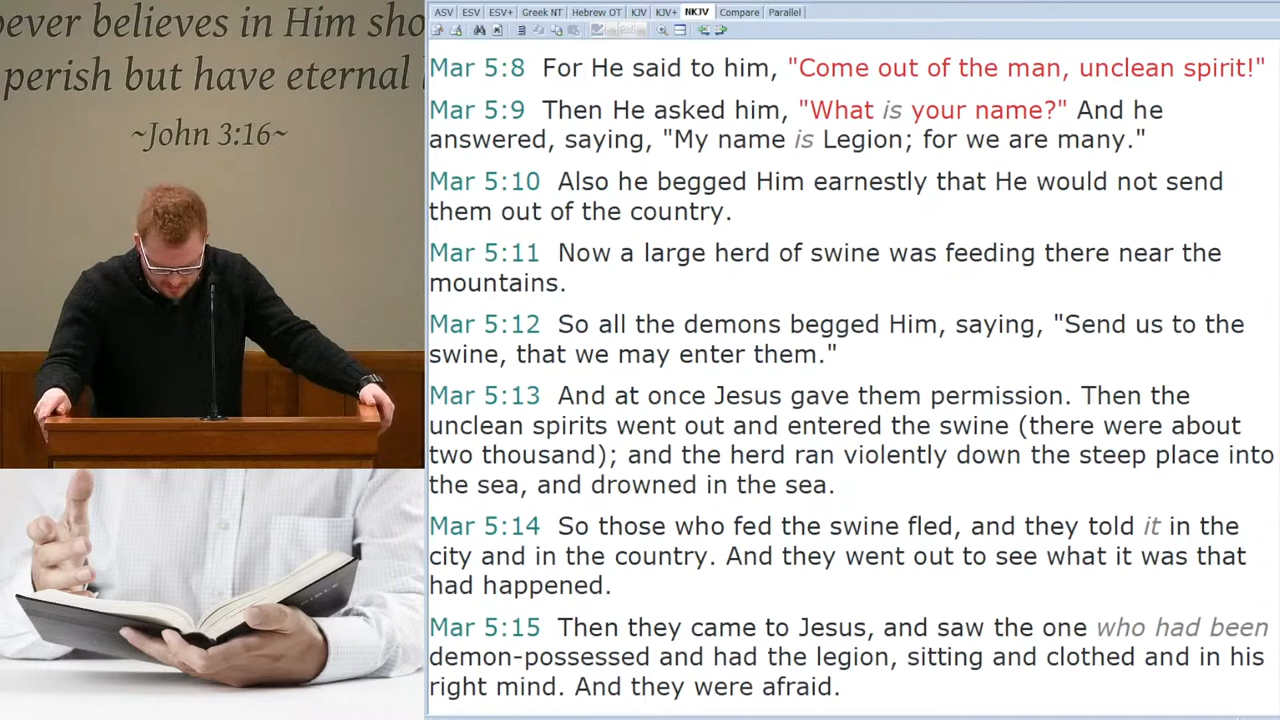 oever believes in Him sho
perish but have eternal
~John 3:16~
ASV ESV ESV+ Greek NT Hebrew OT KJV KJV+ NKJV Compare Parallel
Mar 5:8 For He said to him, "Come out of the man, unclean spirit!"
Mar 5:9 Then He asked him, "What is your name?" And he
answered, saying, "My name is Legion; for we are many."
Mar 5:10 Also he begged Him earnestly that He would not send
them out of the country.
Mar 5:11 Now a large herd of swine was feeding there near the
mountains.
Mar 5:12 So all the demons begged Him, saying, "Send us to the
swine, that we may enter them."
Mar 5:13 And at once Jesus gave them permission. Then the
unclean spirits went out and entered the swine (there were about
two thousand); and the herd ran violently down the steep place into
the sea, and drowned in the sea.
Mar 5:14 So those who fed the swine fled, and they told it in the
city and in the country. And they went out to see what it was that
had happened.
Mar 5:15 Then they came to Jesus, and saw the one who had been
demon-possessed and had the legion, sitting and clothed and in his
right mind. And they were afraid.